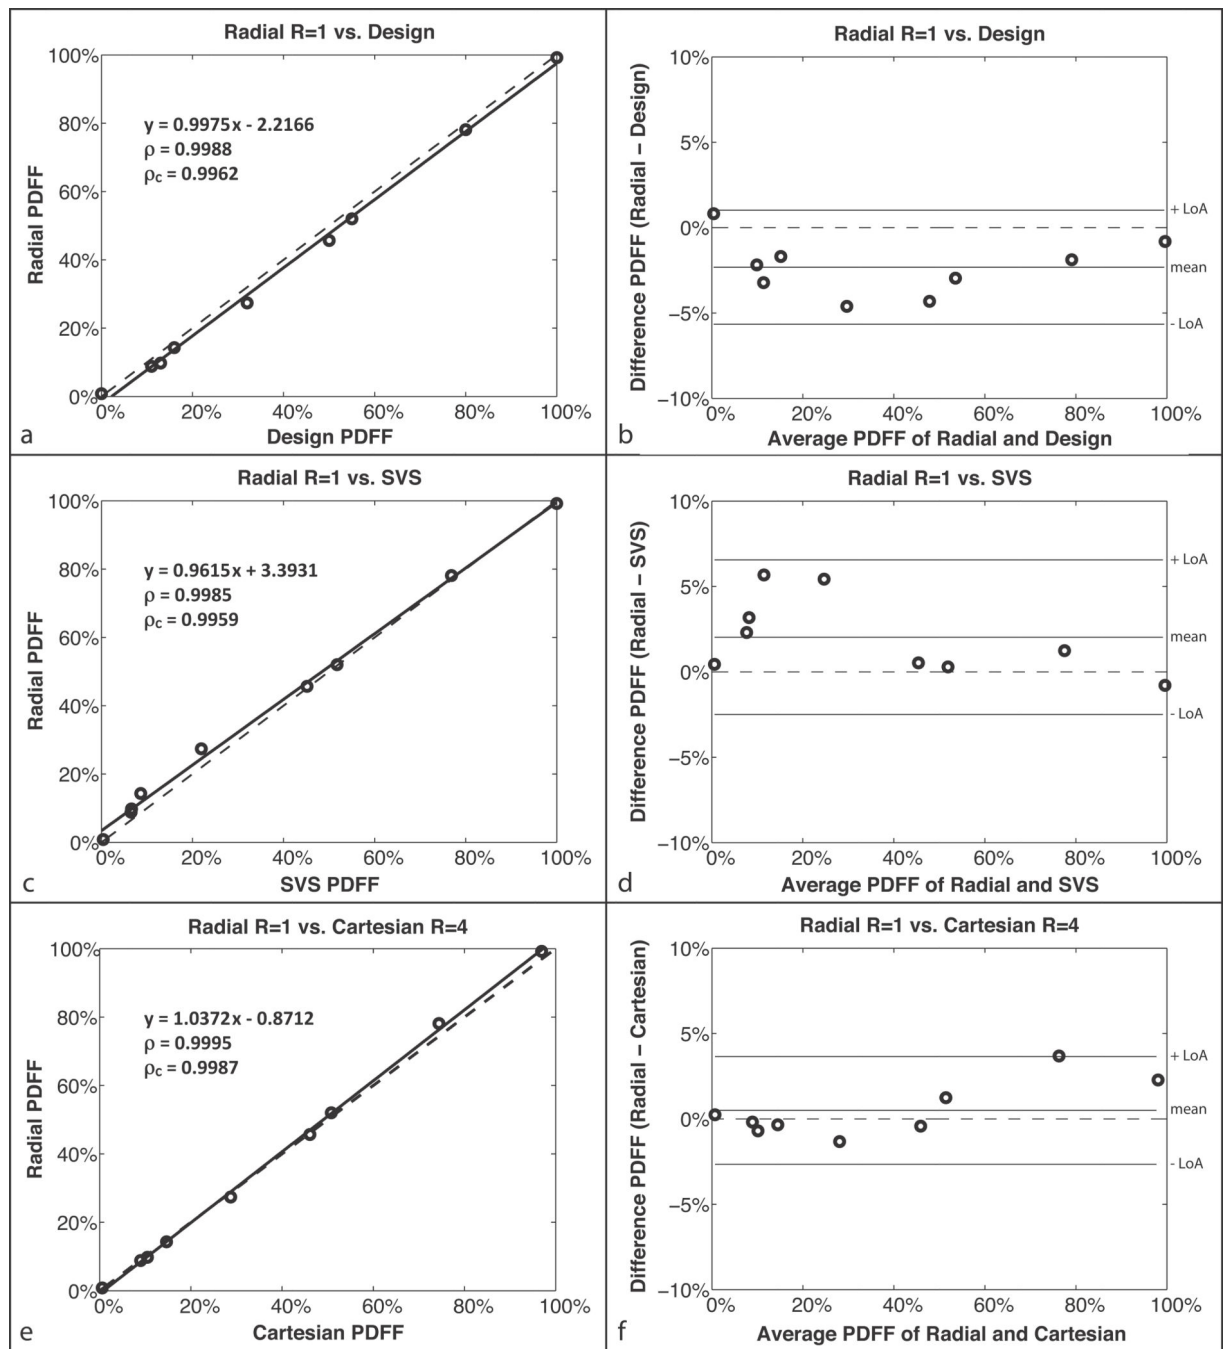 Radial R=1 vs. Design
100%
80%
60%
40%
20%
0%
Radial PDFF
y = 0.9975x - 2.2166
ρ = 0.9988
ρc = 0.9962
0% 20% 40% 60% 80% 100%
Design PDFF
a
Radial R=1 vs. Design
10%
5%
0%
−5%
−10%
Difference PDFF (Radial − Design)
+ LoA
mean
- LoA
0% 20% 40% 60% 80% 100%
Average PDFF of Radial and Design
b
Radial R=1 vs. SVS
100%
80%
60%
40%
20%
0%
Radial PDFF
y = 0.9615x + 3.3931
ρ = 0.9985
ρc = 0.9959
0% 20% 40% 60% 80% 100%
SVS PDFF
c
Radial R=1 vs. SVS
10%
5%
0%
−5%
−10%
Difference PDFF (Radial − SVS)
+ LoA
mean
- LoA
0% 20% 40% 60% 80% 100%
Average PDFF of Radial and SVS
d
Radial R=1 vs. Cartesian R=4
100%
80%
60%
40%
20%
0%
Radial PDFF
y = 1.0372x - 0.8712
ρ = 0.9995
ρc = 0.9987
0% 20% 40% 60% 80% 100%
Cartesian PDFF
e
Radial R=1 vs. Cartesian R=4
10%
5%
0%
−5%
−10%
Difference PDFF (Radial − Cartesian)
+ LoA
mean
- LoA
0% 20% 40% 60% 80% 100%
Average PDFF of Radial and Cartesian
f